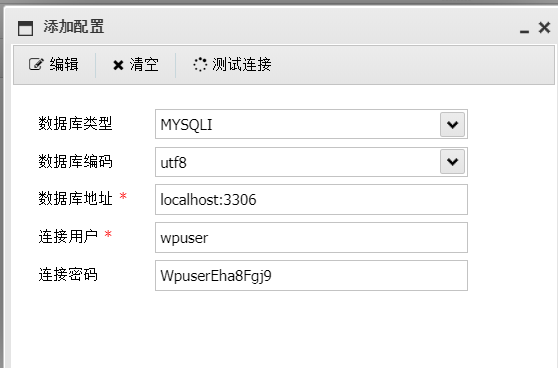 添加配置
编辑 清空 测试连接
数据库类型 MYSQLI
数据库编码 utf8
数据库地址 * localhost:3306
连接用户 * wpuser
连接密码 WpuserEha8Fgj9